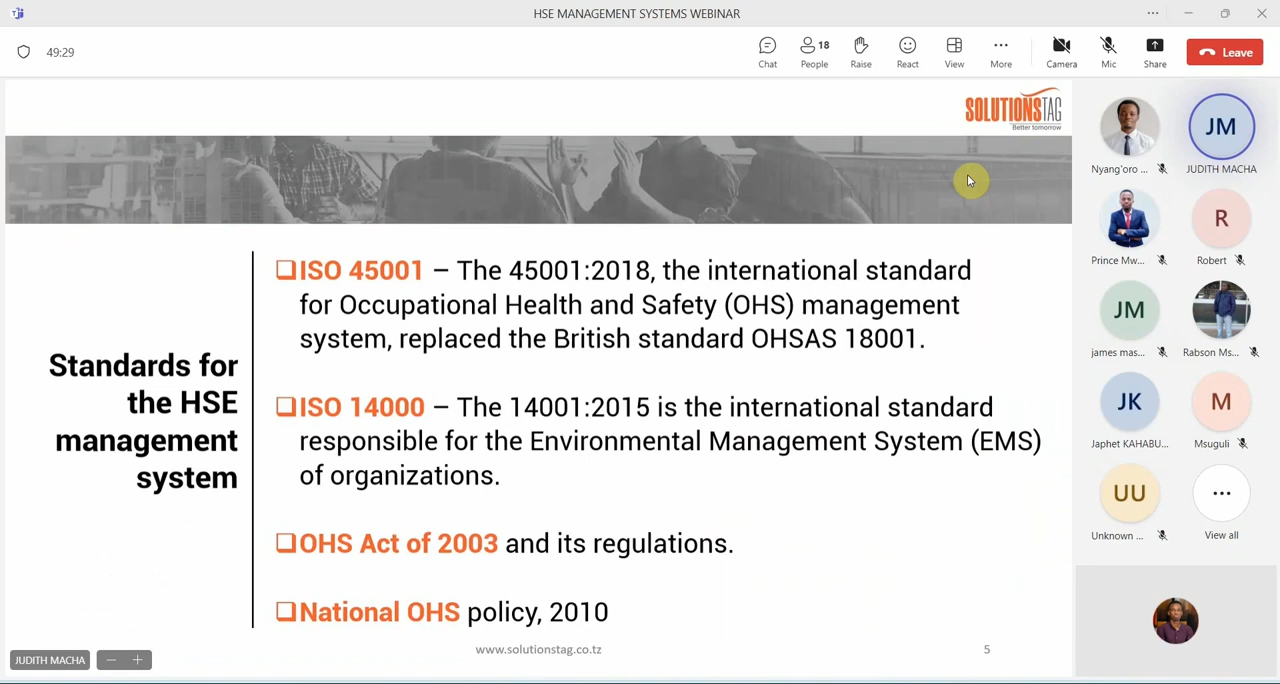 HSE MANAGEMENT SYSTEMS WEBINAR
49:29
Chat
18
People
Raise
React
View
More
Camera
Mic
Share
Leave
SOLUTIONSTAG
Better tomorrow
Standards for
the HSE
management
system
ISO 45001 – The 45001:2018, the international standard
for Occupational Health and Safety (OHS) management
system, replaced the British standard OHSAS 18001.
ISO 14000 – The 14001:2015 is the international standard
responsible for the Environmental Management System (EMS)
of organizations.
OHS Act of 2003 and its regulations.
National OHS policy, 2010
www.solutionstag.co.tz
5
JUDITH MACHA
Nyang'oro ...
JM
JUDITH MACHA
Prince Mw...
R
Robert
JM
james mas...
Rabson Ms...
JK
Japhet KAHABU...
M
Msuguli
UU
Unknown ...
View all